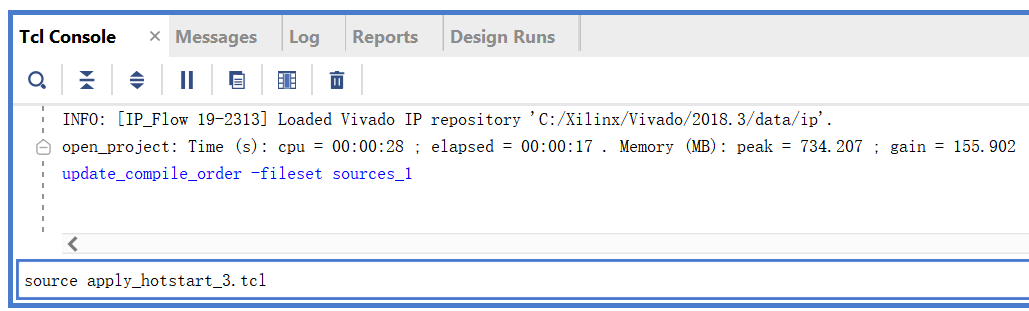 Tcl Console × Messages Log Reports Design Runs
INFO: [IP_Flow 19-2313] Loaded Vivado IP repository 'C:/Xilinx/Vivado/2018.3/data/ip'.
open_project: Time (s): cpu = 00:00:28 ; elapsed = 00:00:17 . Memory (MB): peak = 734.207 ; gain = 155.902
update_compile_order -fileset sources_1
source apply_hotstart_3.tcl